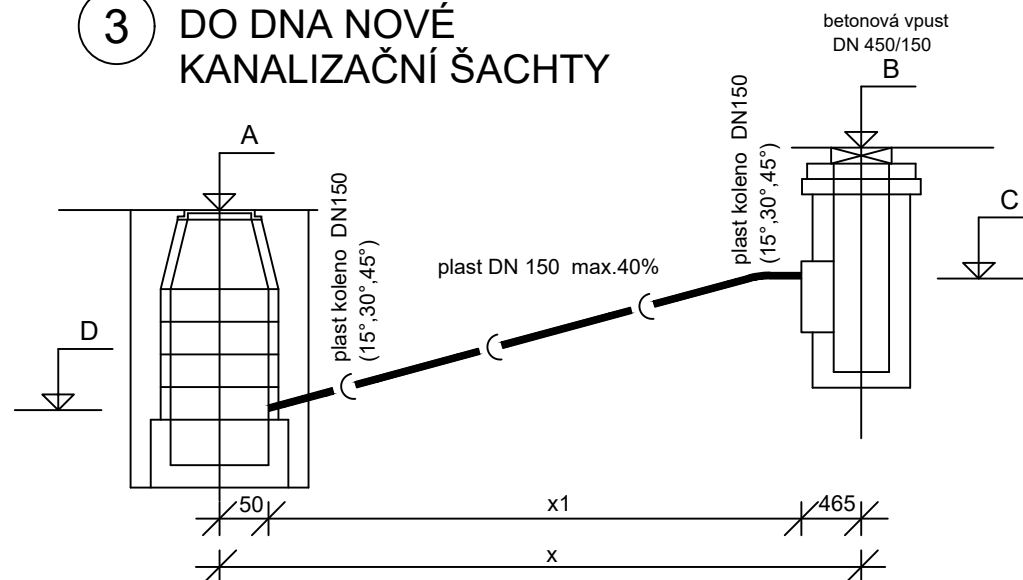 3
DO DNA NOVÉ
KANALIZAČNÍ ŠACHTY
betonová vpust
DN 450/150
B
A
plast koleno DN150
(15°,30°,45°)
C
plast koleno DN150
(15°,30°,45°)
plast DN 150 max.40%
D
50
x1
465
x